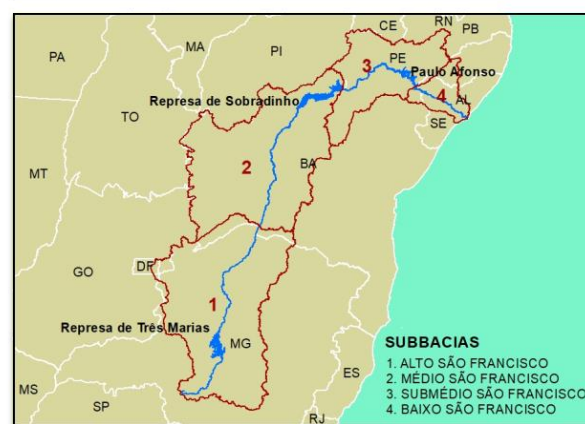 CE
RN
PB
PA
MA
PI
PE
3
Paulo Afonso
Represa de Sobradinho
4
AL
TO
SE
2
BA
MT
DF
GO
1
Represa de Três Marias
MG
MS
SP
ES
RJ
SUBBACIAS
1. ALTO SÃO FRANCISCO
2. MÉDIO SÃO FRANCISCO
3. SUBMÉDIO SÃO FRANCISCO
4. BAIXO SÃO FRANCISCO